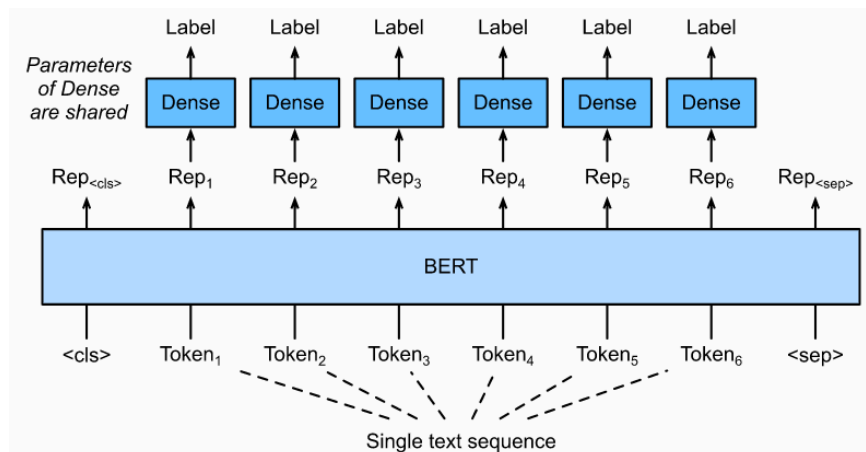 Label Label Label Label Label Label
Parameters
of Dense
are shared
Dense Dense Dense Dense Dense Dense
Rep<cls> Rep1 Rep2 Rep3 Rep4 Rep5 Rep6 Rep<sep>
BERT
<cls> Token1 Token2 Token3 Token4 Token5 Token6 <sep>
Single text sequence